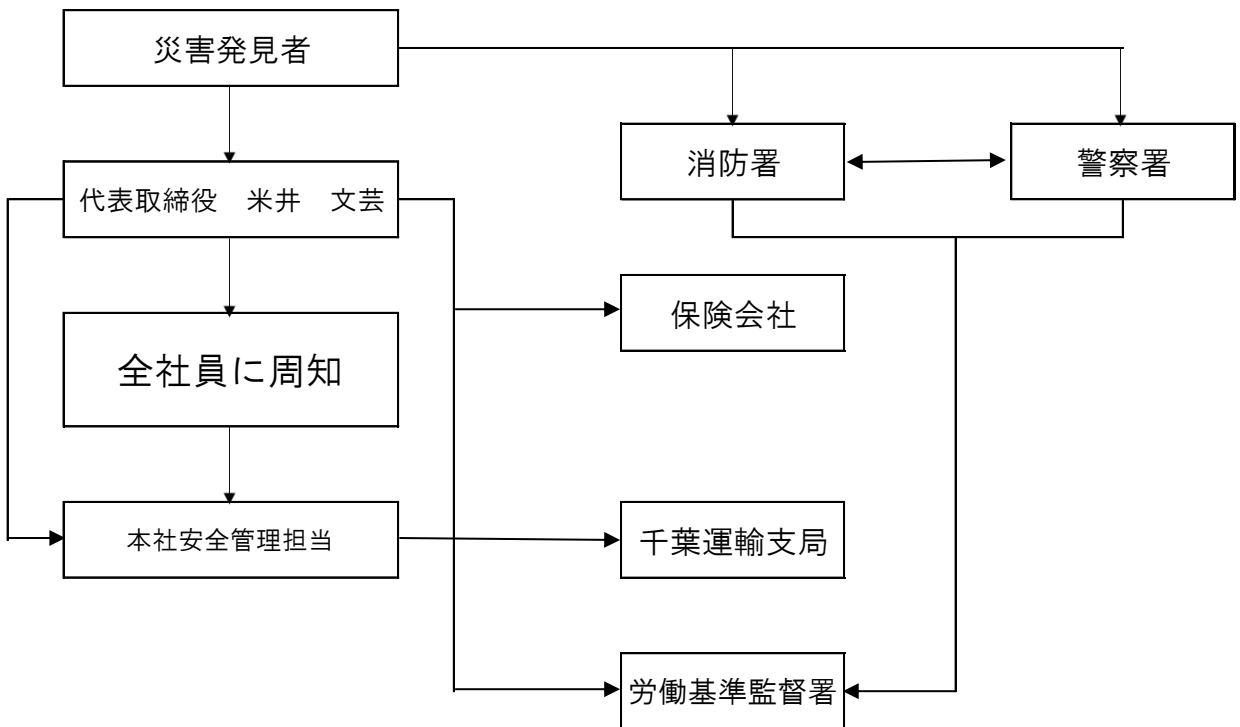 災害発見者
消防署
警察署
代表取締役　米井　文芸
保険会社
全社員に周知
本社安全管理担当
千葉運輸支局
労働基準監督署